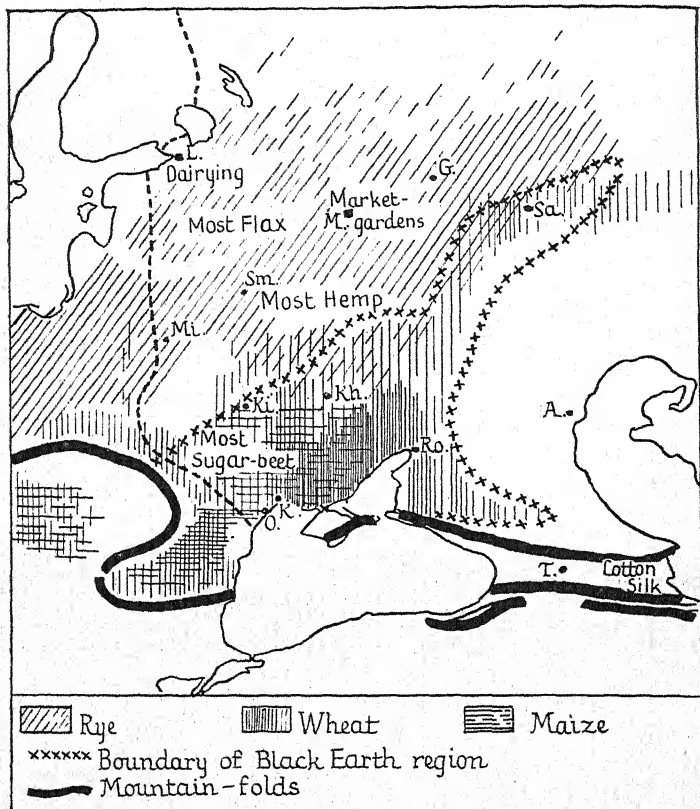 L.
Dairying
G.
Market-
M. gardens
Most Flax
Sa.
Sm.
Most Hemp
Mi.
Ki.
Kh.
A.
Most
Sugar-beet
Ro.
O.
K.
T.
Cotton
Silk
Rye
Wheat
Maize
Boundary of Black Earth region
Mountain-folds